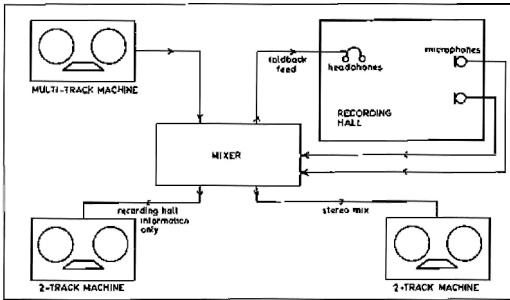 MULTI-TRACK MACHINE
foldback
feed
headphones
microphones
RECORDING
HALL
MIXER
recording hall
information
only
stereo mix
2-TRACK MACHINE
2-TRACK MACHINE